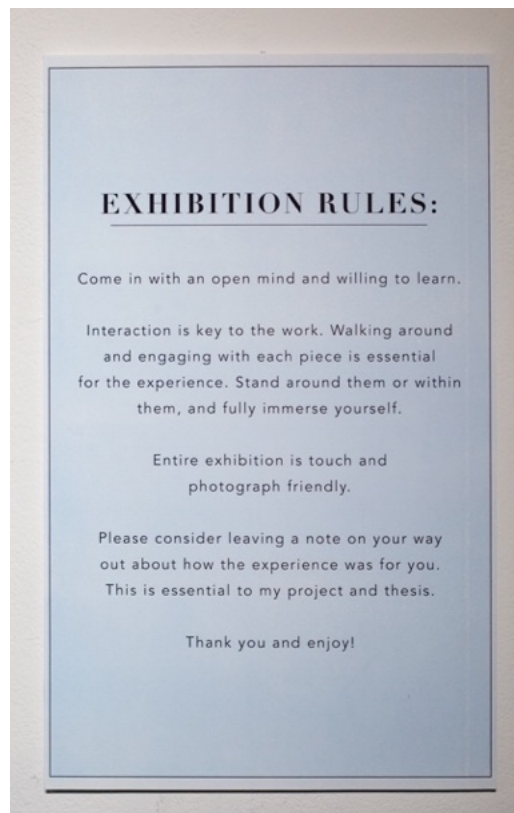 EXHIBITION RULES:
Come in with an open mind and willing to learn.
Interaction is key to the work. Walking around
and engaging with each piece is essential
for the experience. Stand around them or within
them, and fully immerse yourself.
Entire exhibition is touch and
photograph friendly.
Please consider leaving a note on your way
out about how the experience was for you.
This is essential to my project and thesis.
Thank you and enjoy!